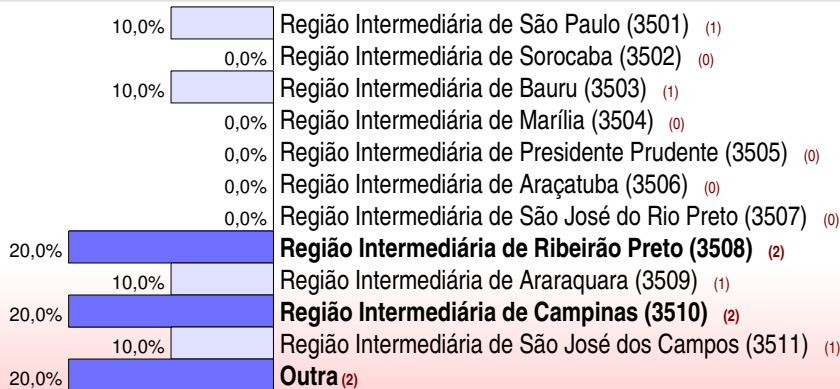 10,0% Região Intermediária de São Paulo (3501) (1)
0,0% Região Intermediária de Sorocaba (3502) (0)
10,0% Região Intermediária de Bauru (3503) (1)
0,0% Região Intermediária de Marília (3504) (0)
0,0% Região Intermediária de Presidente Prudente (3505) (0)
0,0% Região Intermediária de Araçatuba (3506) (0)
0,0% Região Intermediária de São José do Rio Preto (3507) (0)
20,0% Região Intermediária de Ribeirão Preto (3508) (2)
10,0% Região Intermediária de Araraquara (3509) (1)
20,0% Região Intermediária de Campinas (3510) (2)
10,0% Região Intermediária de São José dos Campos (3511) (1)
20,0% Outra (2)